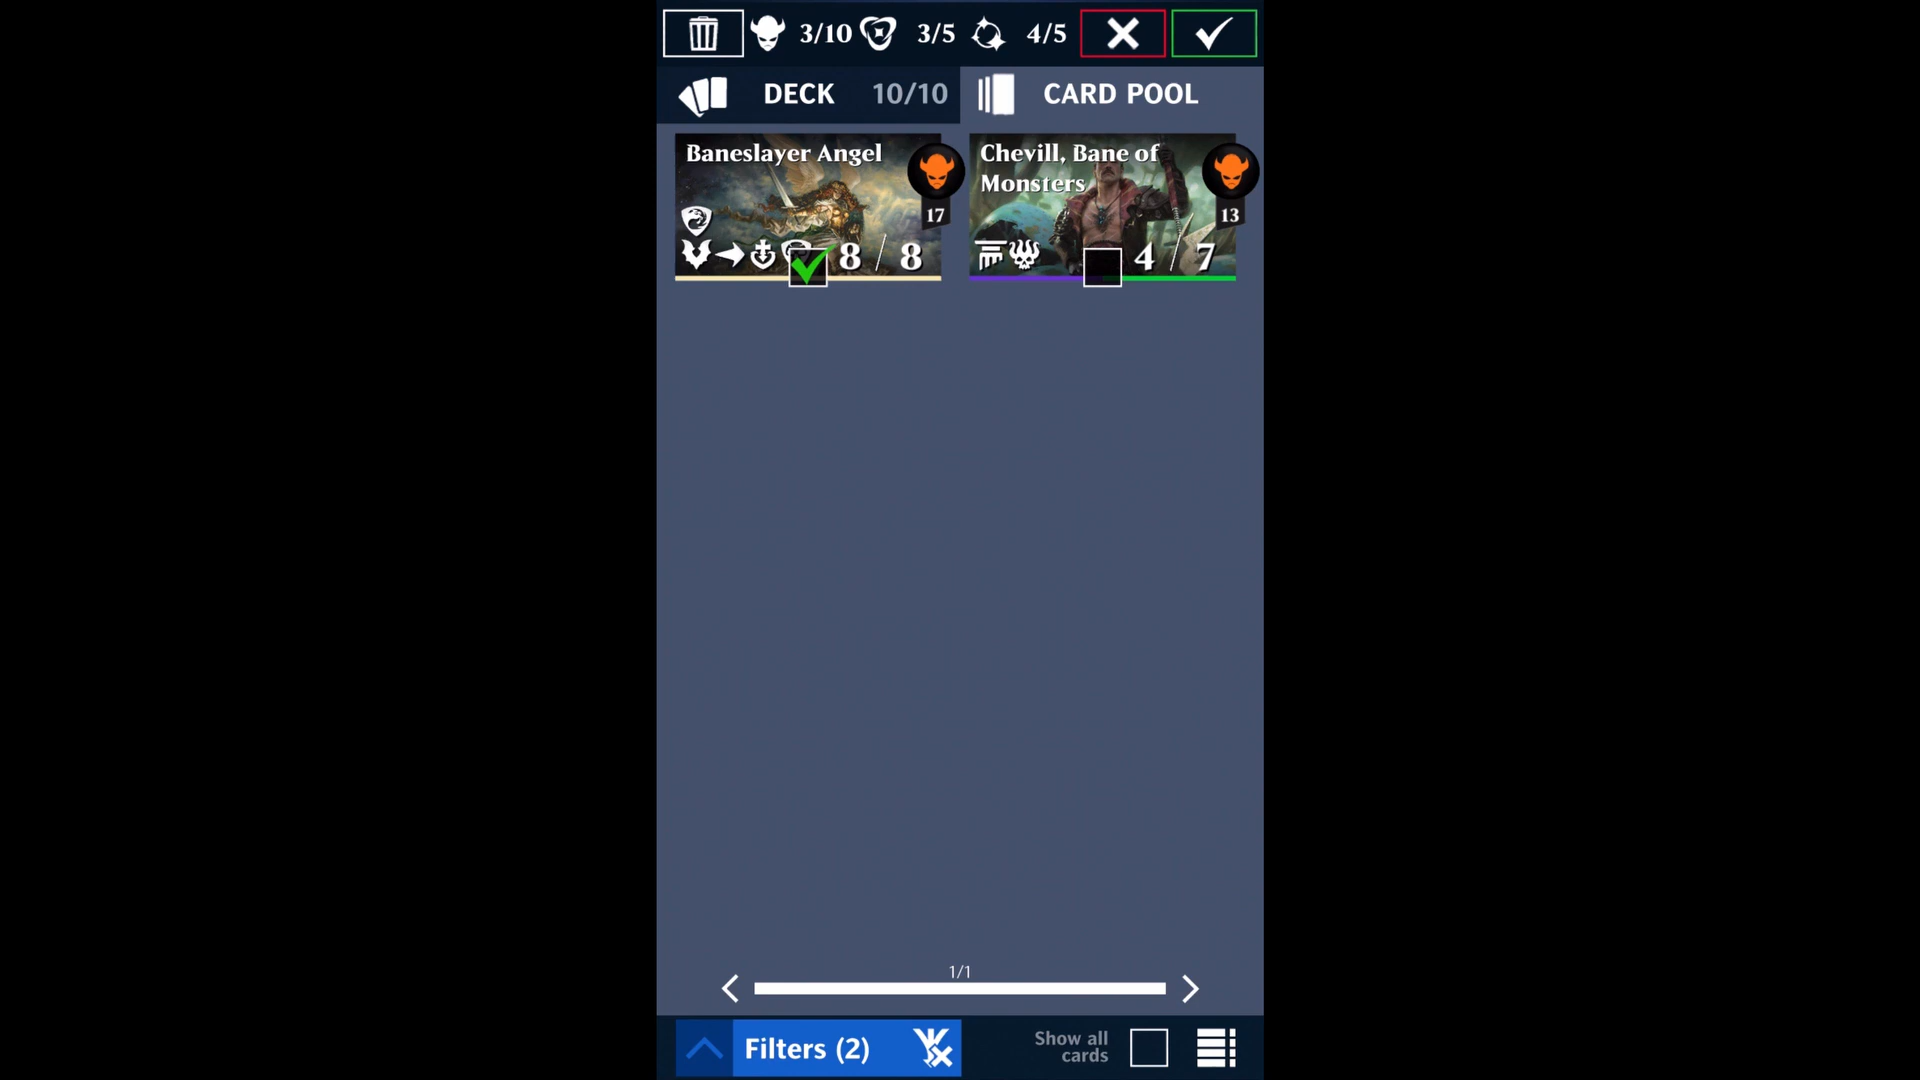 3/10 3/5 4/5
DECK 10/10 CARD POOL
Baneslayer Angel
17
8 / 8
Chevill, Bane of
Monsters
13
4 / 7
1/1
Filters (2)
Show all
cards